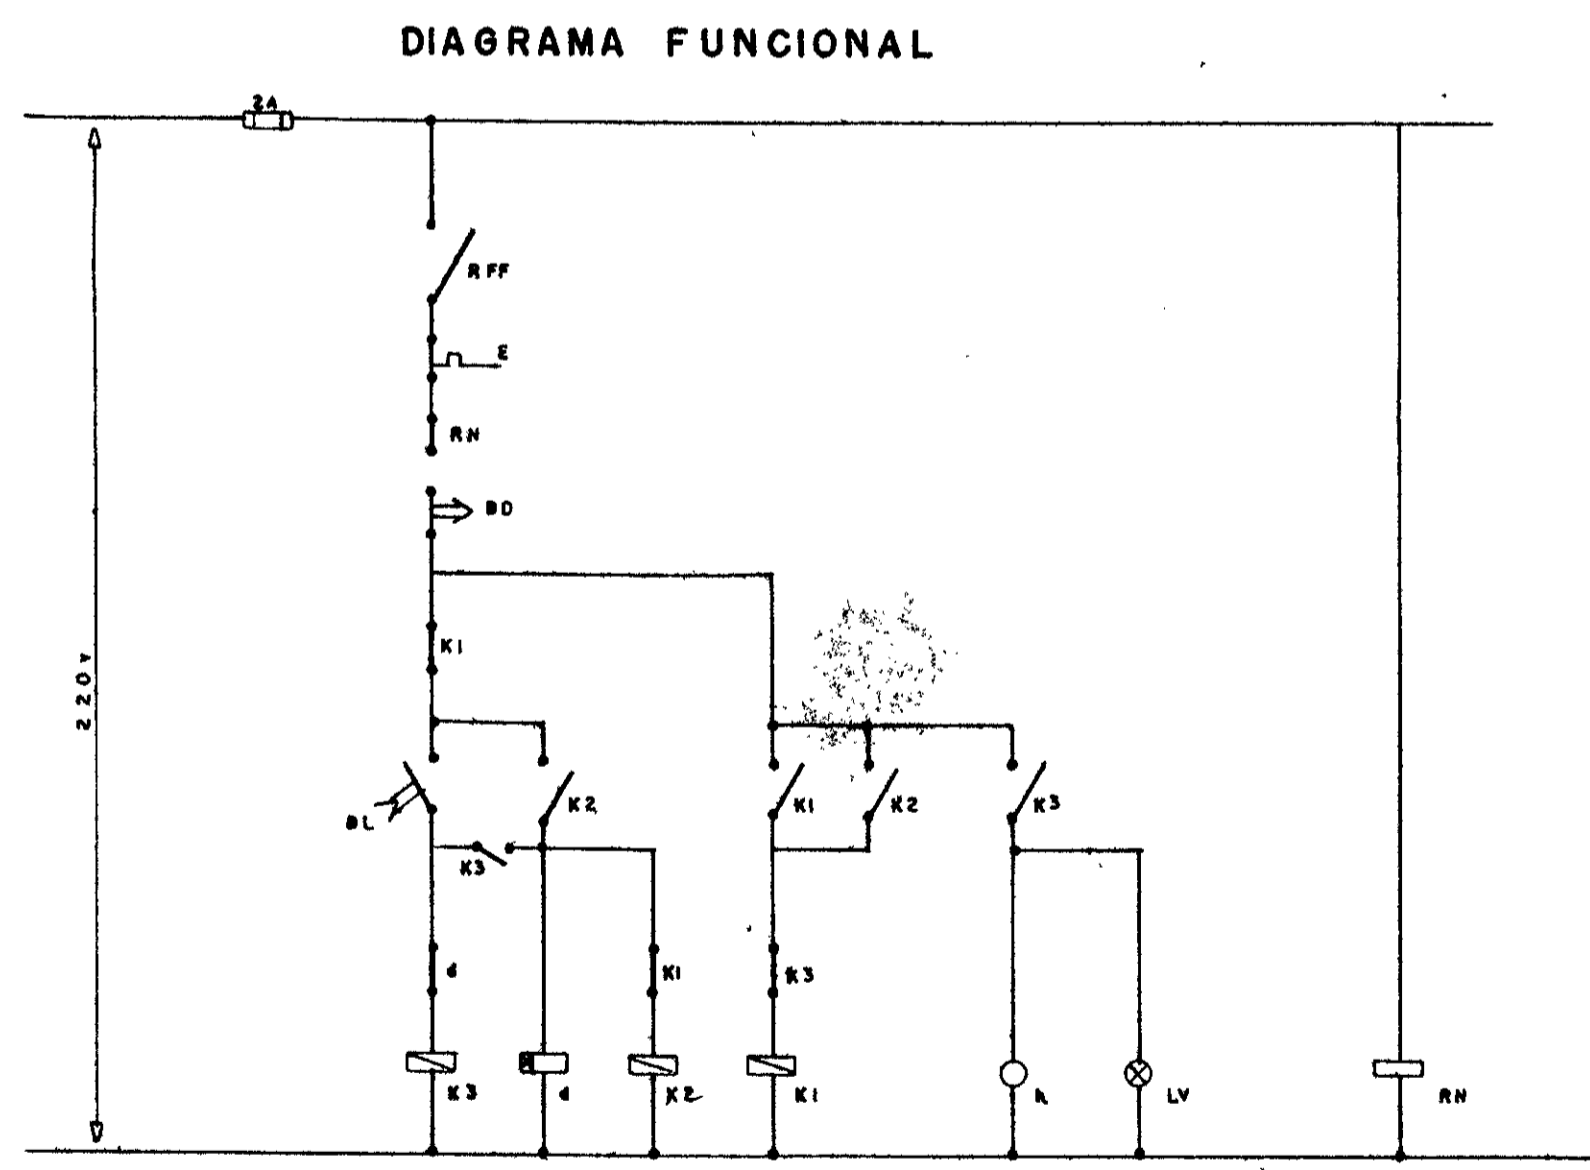 DIAGRAMA FUNCIONAL
2A
RFF
E
RN
BD
K1
220V
BL
K2
K3
K1
K2
K3
d
K1
K3
K3
d
K2
K1
h
LV
RN